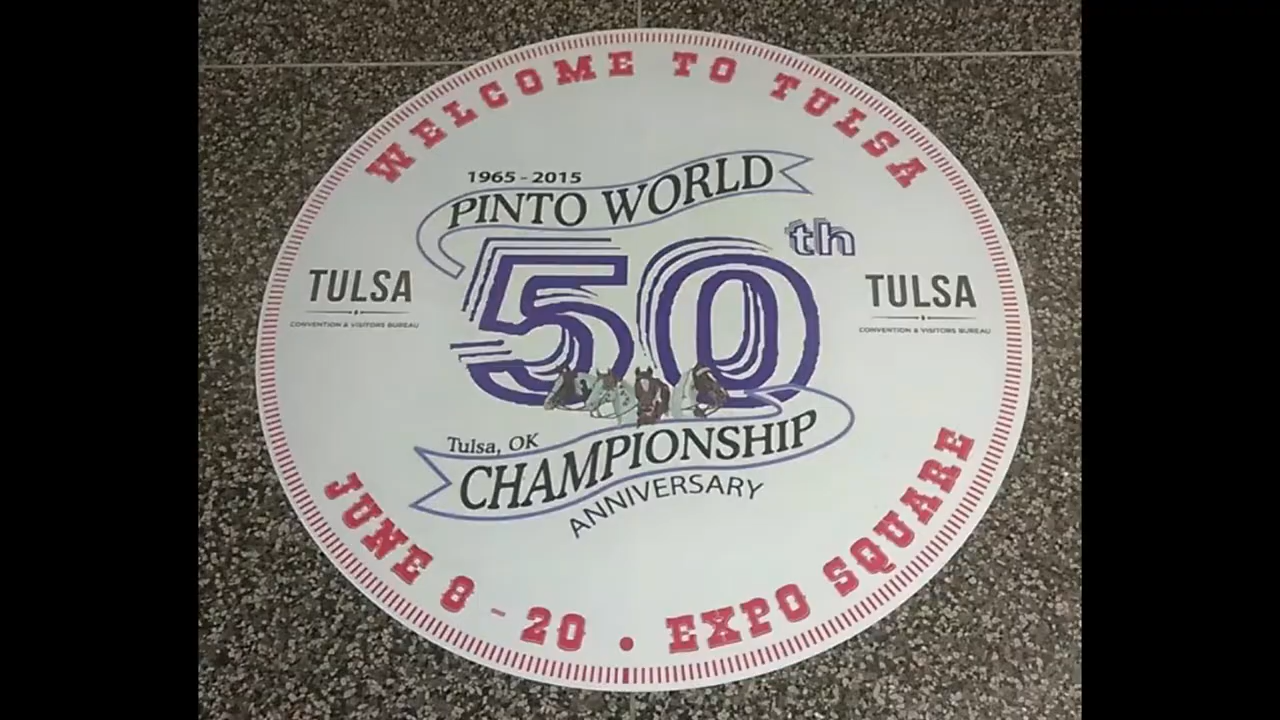 WELCOME TO TULSA
1965 - 2015
PINTO WORLD
50th
TULSA
CONVENTION & VISITORS BUREAU
TULSA
CONVENTION & VISITORS BUREAU
Tulsa, OK
CHAMPIONSHIP
ANNIVERSARY
JUNE 8 - 20 • EXPO SQUARE